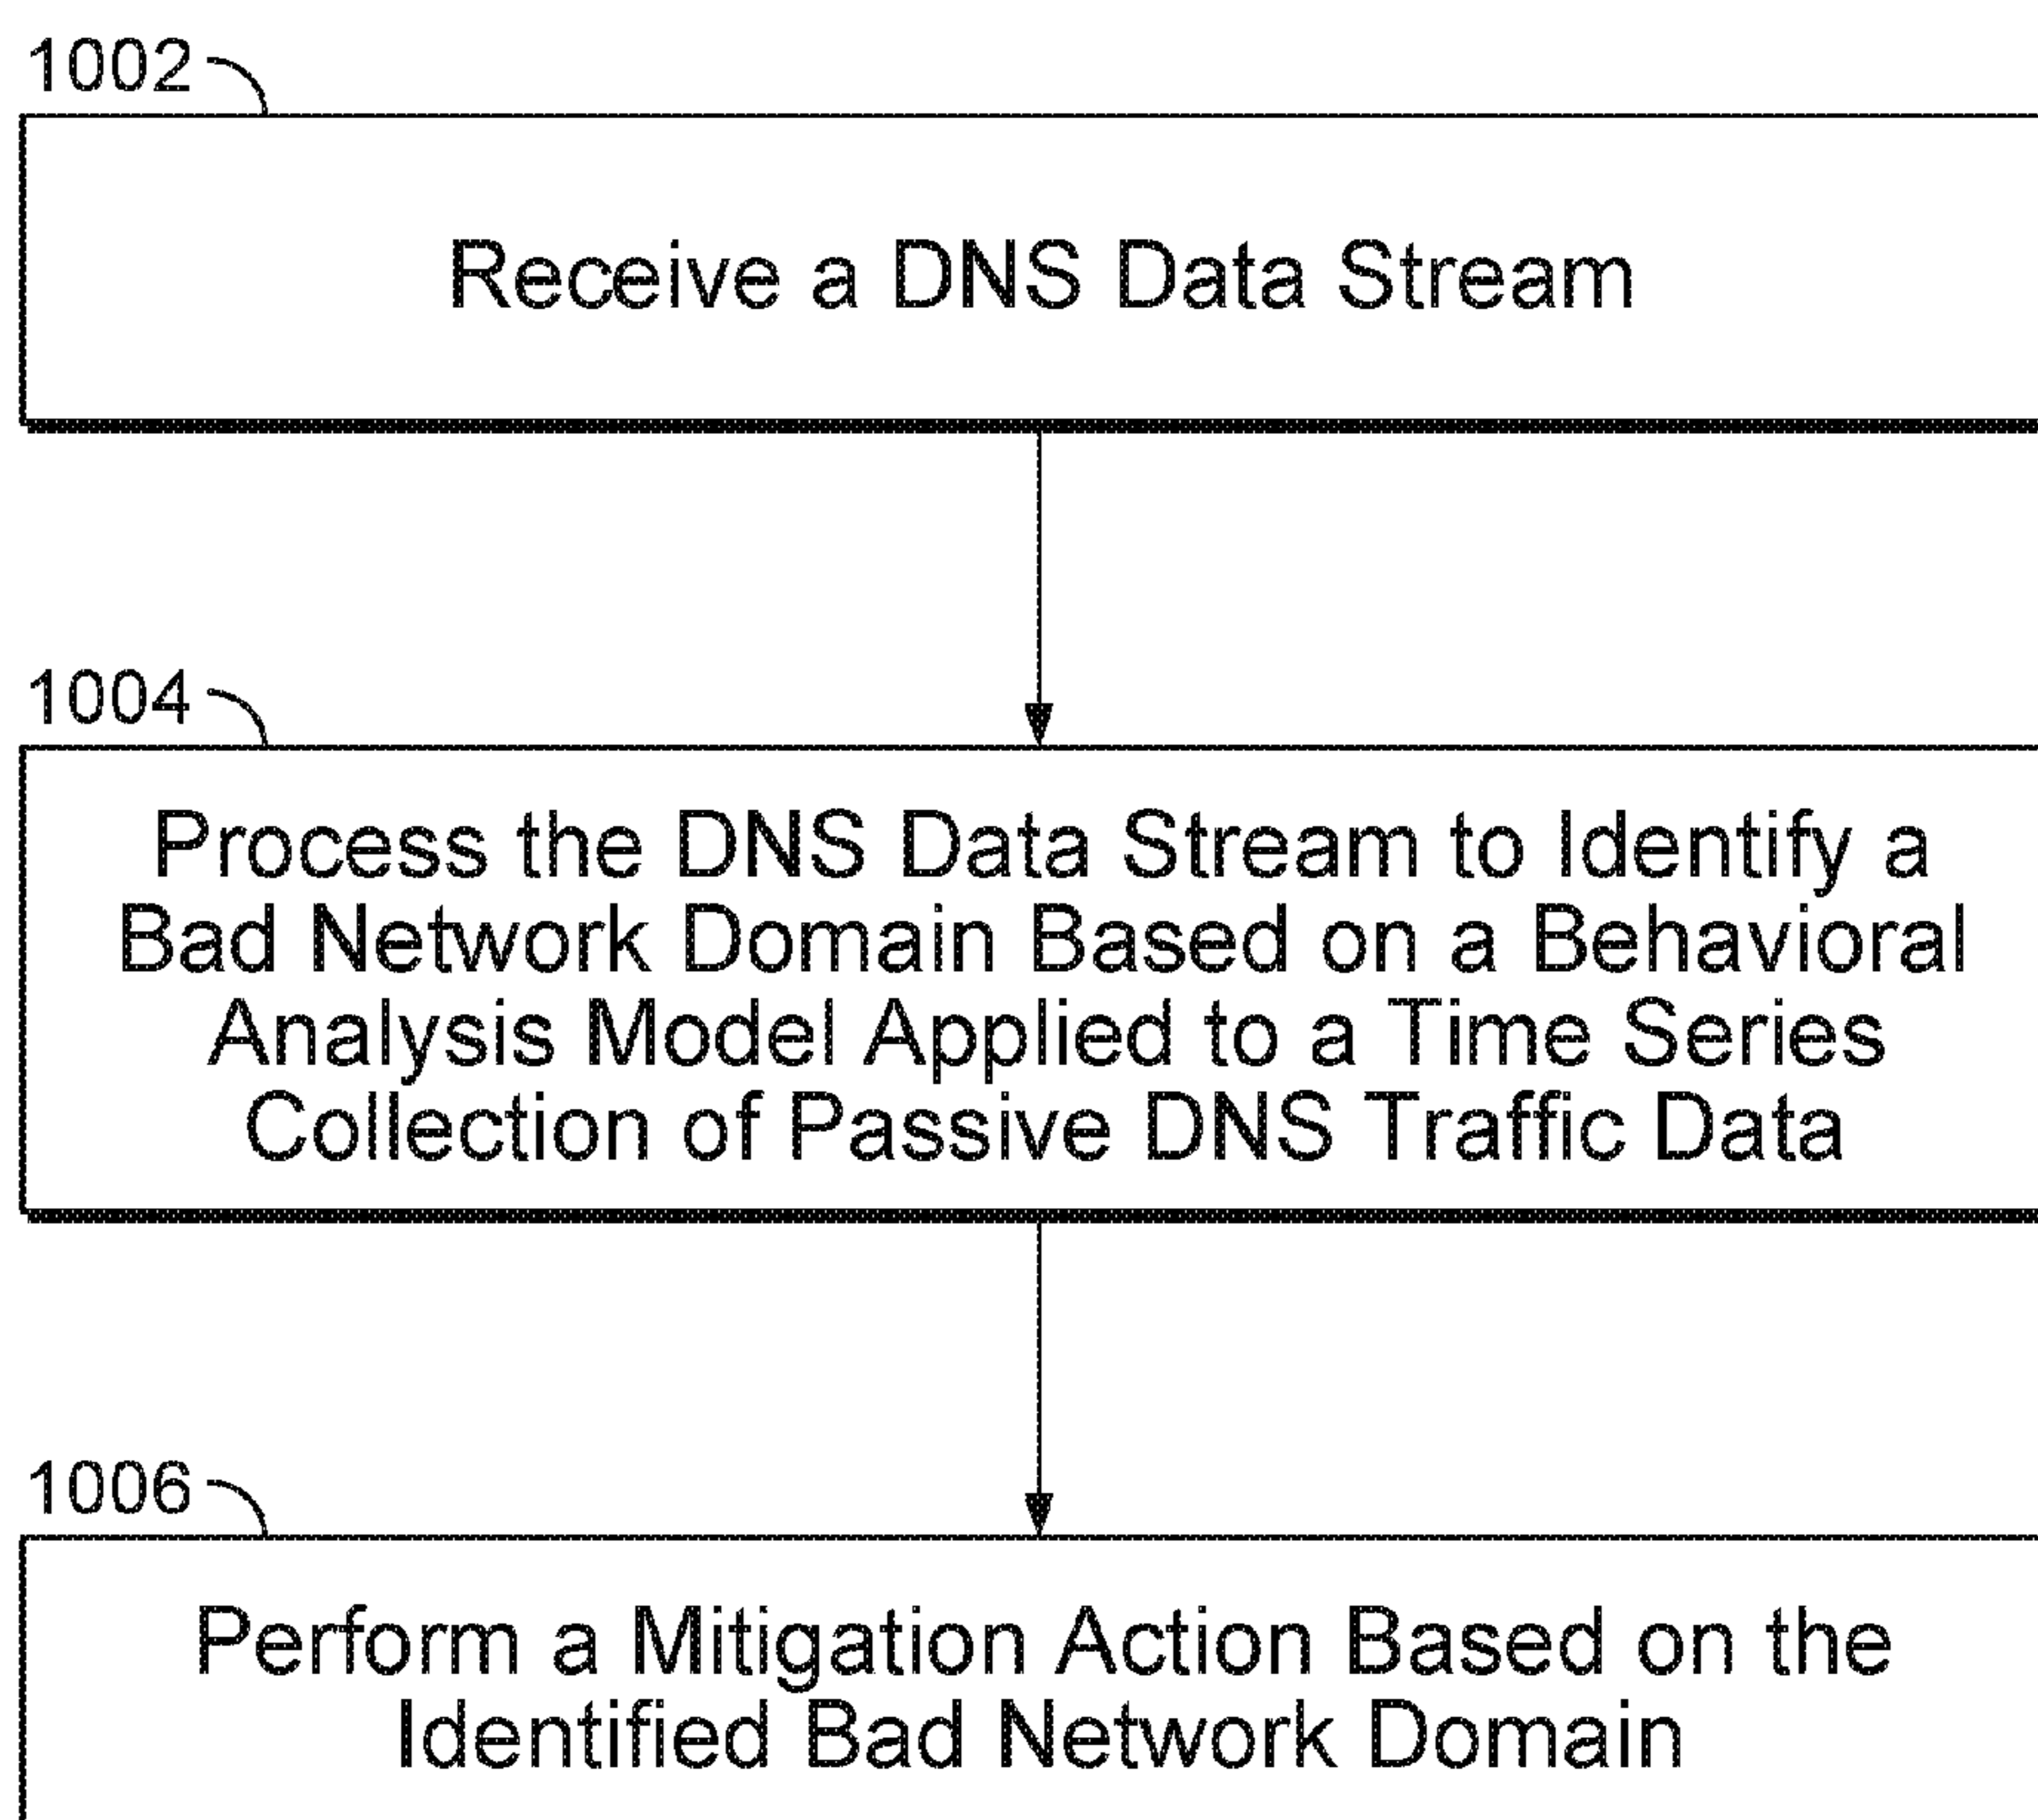 1002
Receive a DNS Data Stream
1004
Process the DNS Data Stream to Identify a
Bad Network Domain Based on a Behavioral
Analysis Model Applied to a Time Series
Collection of Passive DNS Traffic Data
1006
Perform a Mitigation Action Based on the
Identified Bad Network Domain